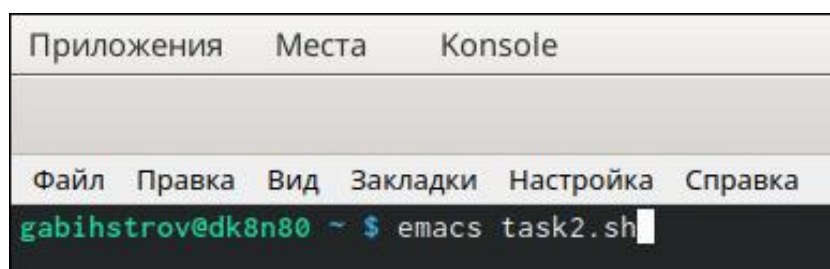 Приложения Места Konsole
Файл Правка Вид Закладки Настройка Справка
gabihstrov@dk8n80 ~ $ emacs task2.sh